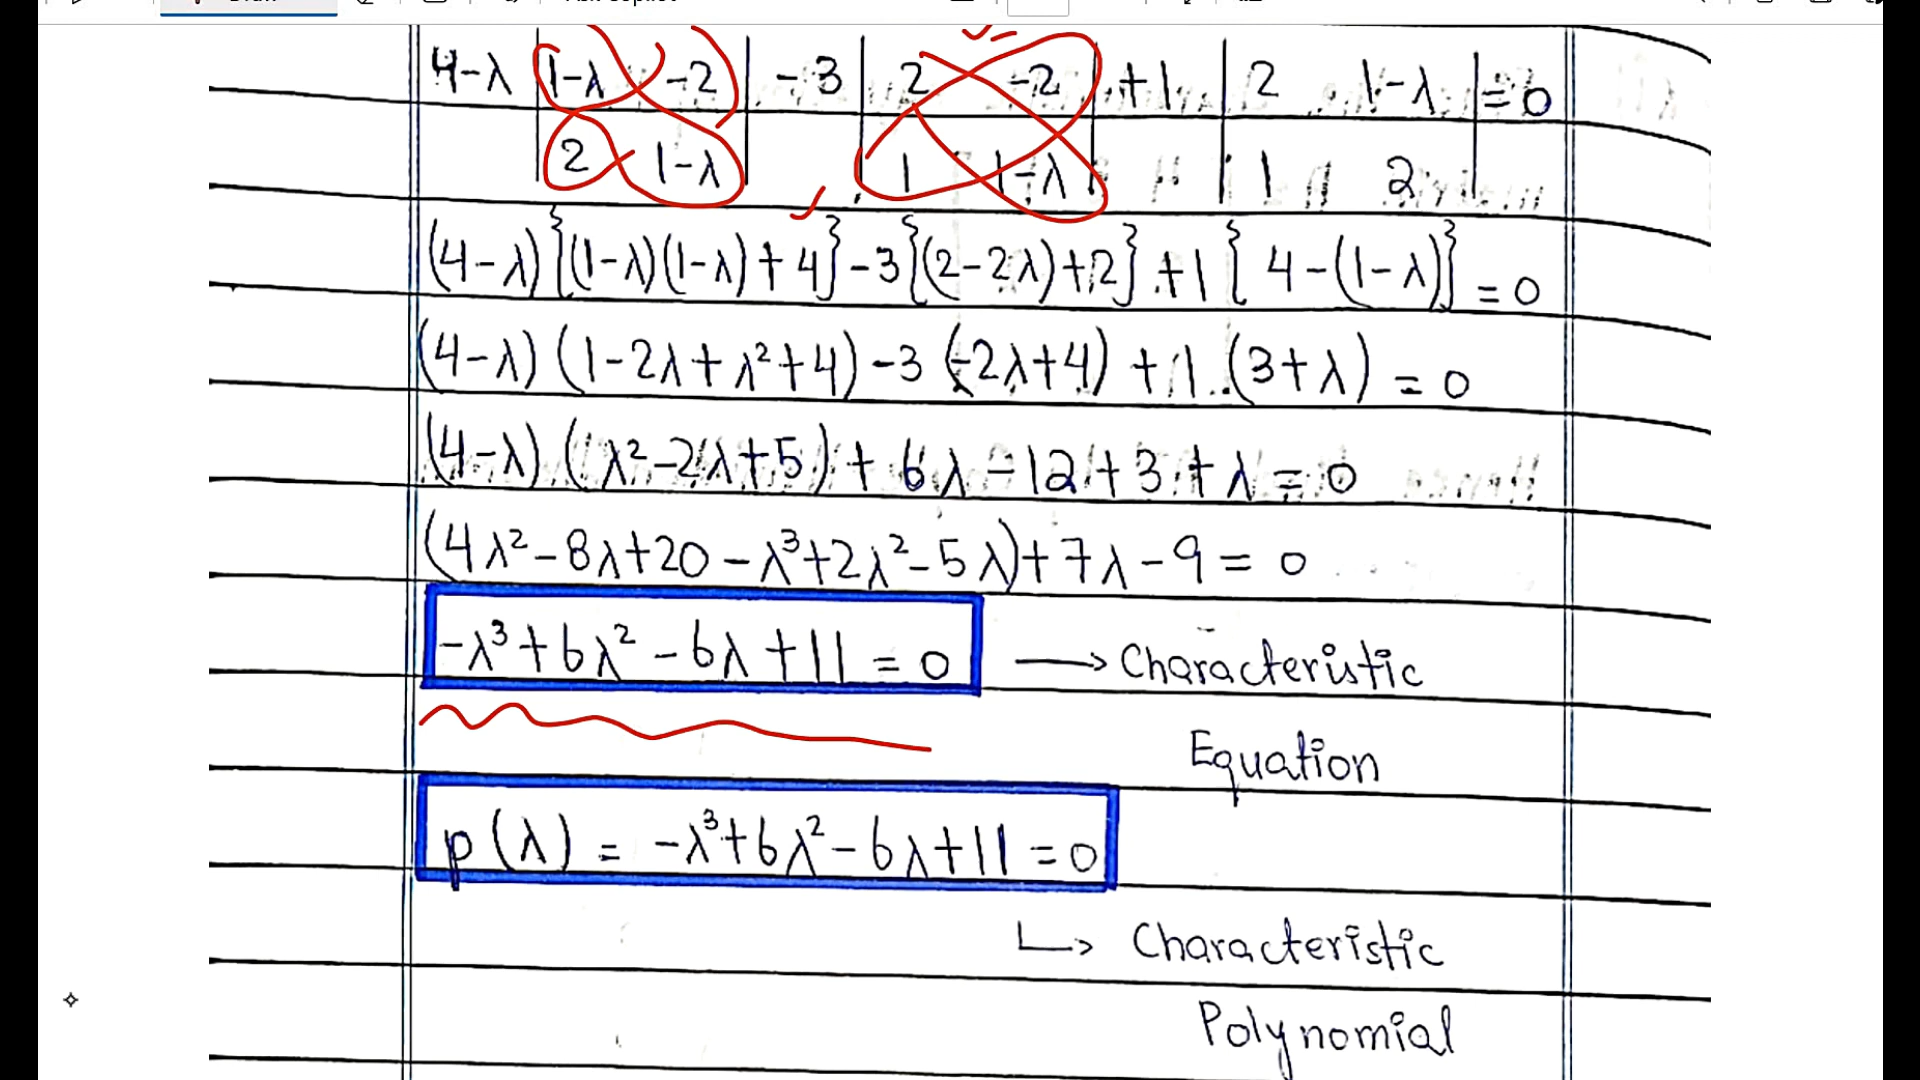 4-λ |1-λ -2| -3 |2 -2| +1 |2 1-λ| = 0
2 1-λ 1 1-λ 1 2
(4-λ){(1-λ)(1-λ)+4}-3{(2-2λ)+2}+1{4-(1-λ)} = 0
(4-λ)(1-2λ+λ²+4)-3(-2λ+4)+1(3+λ) = 0
(4-λ)(λ²-2λ+5)+6λ-12+3+λ = 0
(4λ²-8λ+20-λ³+2λ²-5λ)+7λ-9 = 0
-λ³+6λ²-6λ+11 = 0 → Characteristic
Equation
p(λ) = -λ³+6λ²-6λ+11 = 0
↳ Characteristic
Polynomial